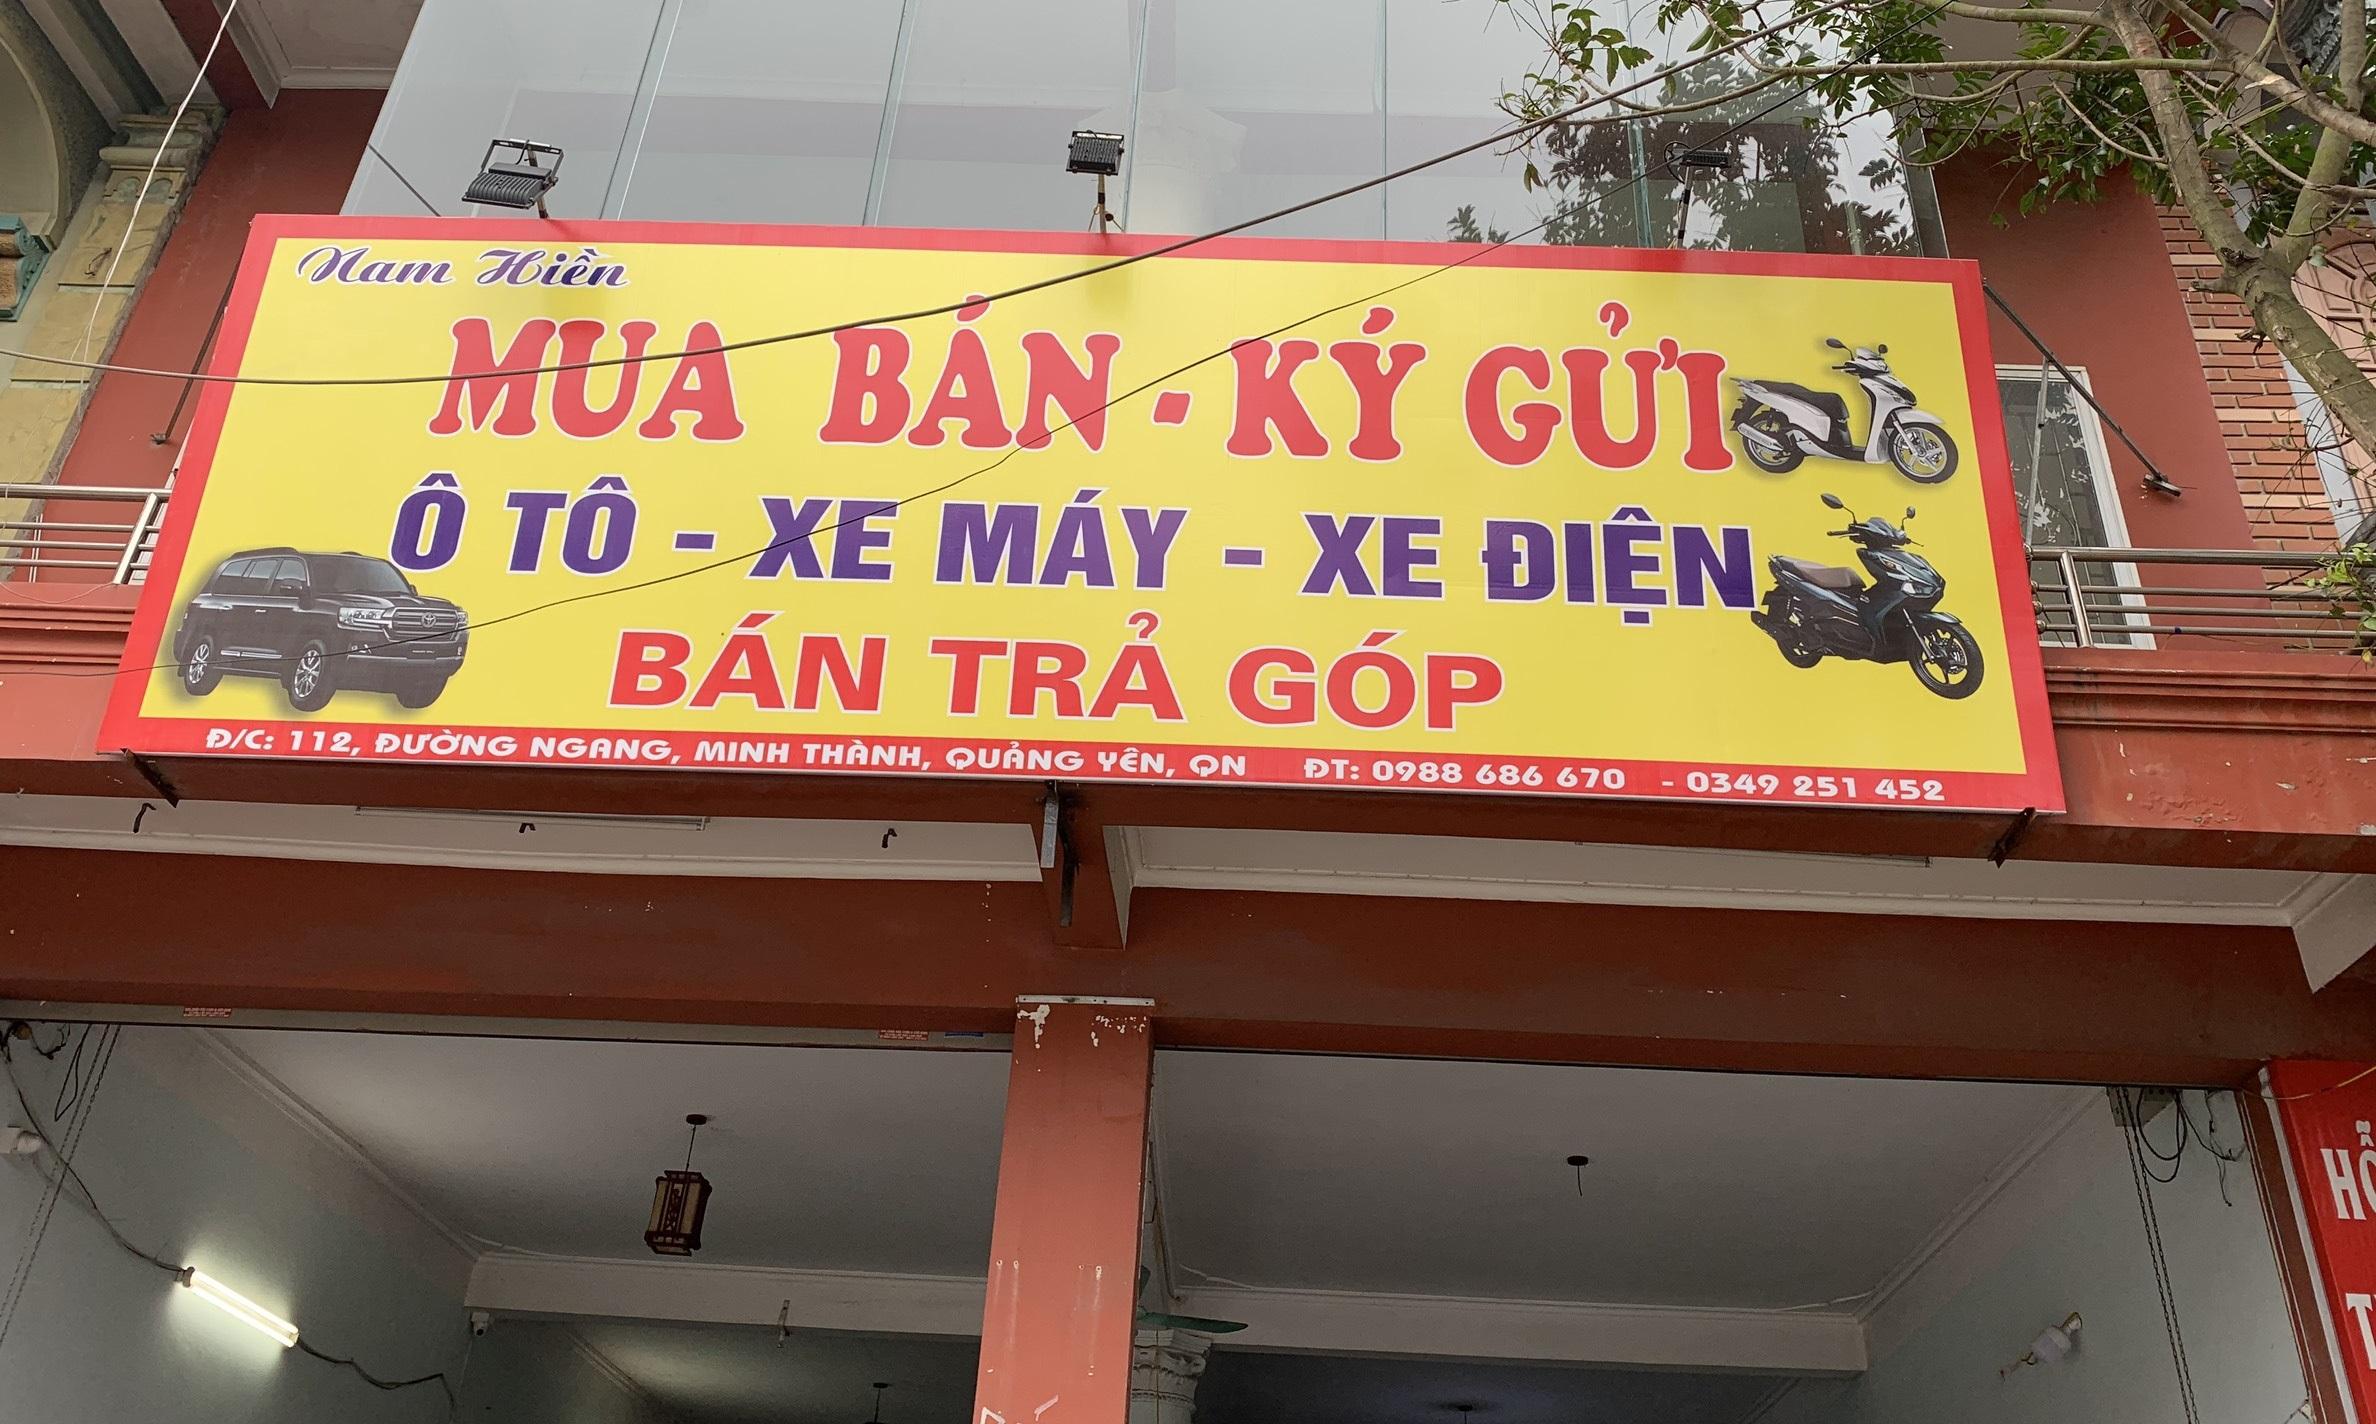 Nam Hiền
MUA BÁN - KÝ GỬI
Ô TÔ - XE MÁY - XE ĐIỆN
BÁN TRẢ GÓP
Đ/C: 112, ĐƯỜNG NGANG, MINH THÀNH, QUẢNG YÊN, QN ĐT: 0988 686 670 - 0349 251 452